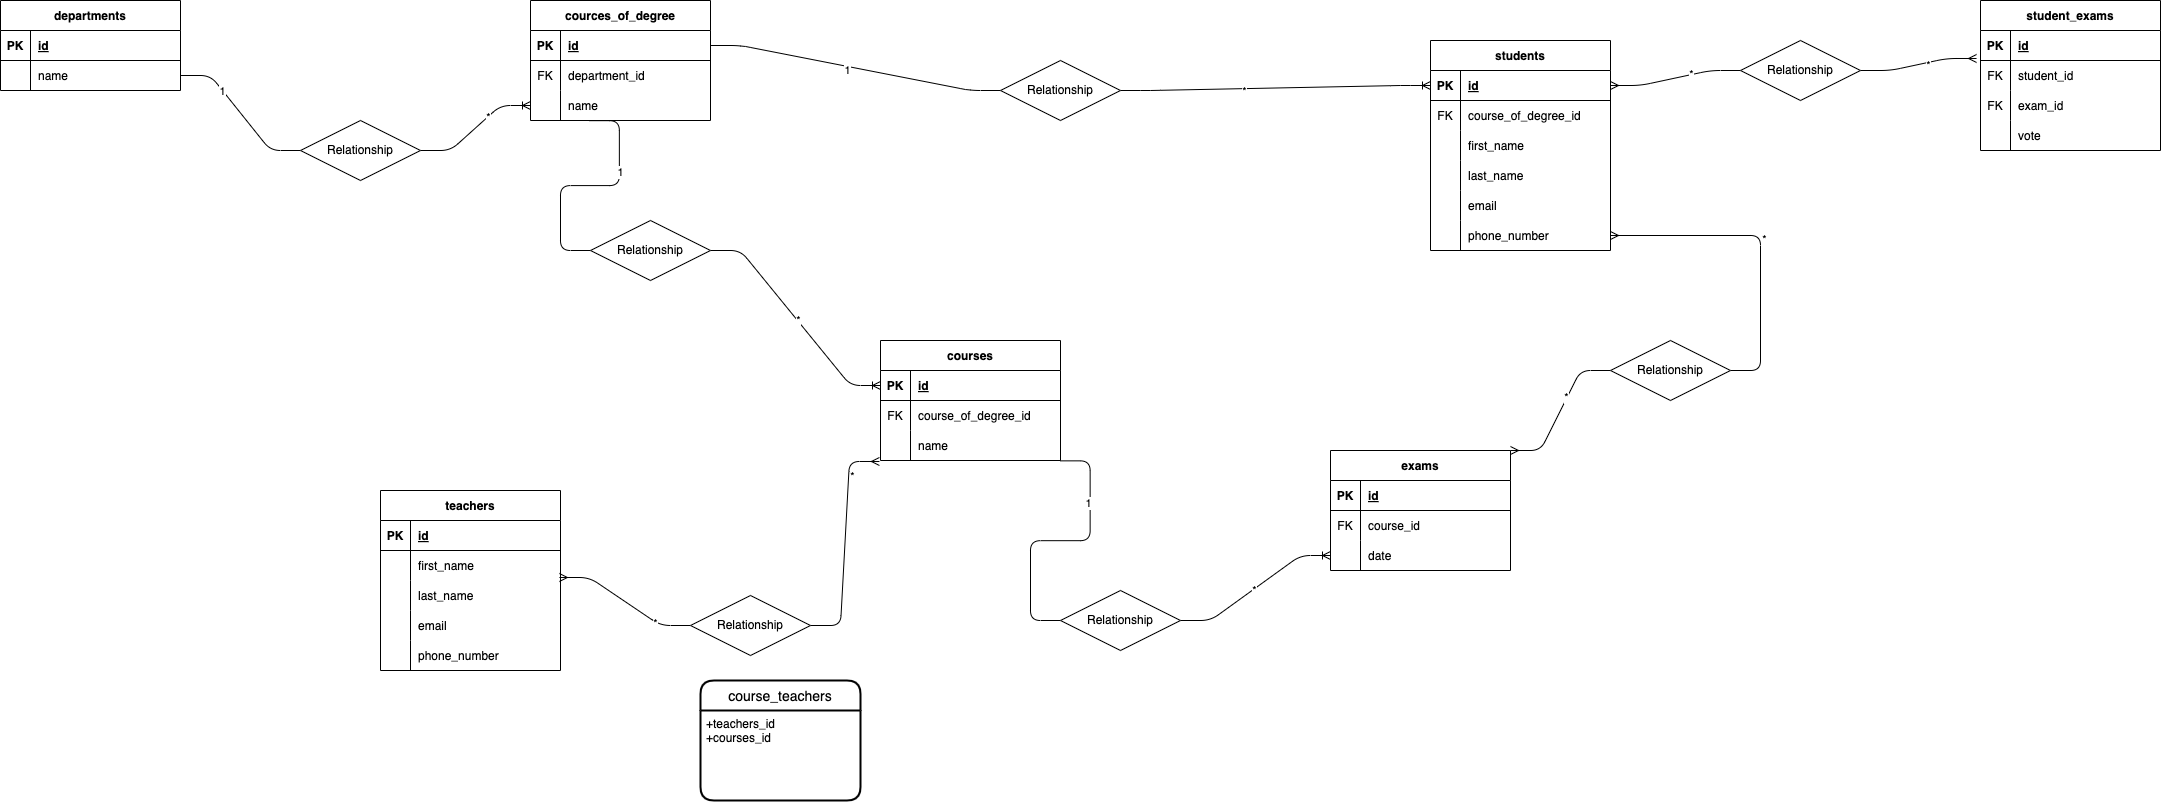 departments
PK id
name
cources_of_degree
PK id
FK department_id
name
students
PK id
FK course_of_degree_id
first_name
last_name
email
phone_number
student_exams
PK id
FK student_id
FK exam_id
vote
1
Relationship
*
1
Relationship
*
*
Relationship
*
1
Relationship
*
*
Relationship
*
courses
PK id
FK course_of_degree_id
name
teachers
PK id
first_name
last_name
email
phone_number
*
Relationship
*
1
Relationship
*
exams
PK id
FK course_id
date
course_teachers
+teachers_id
+courses_id